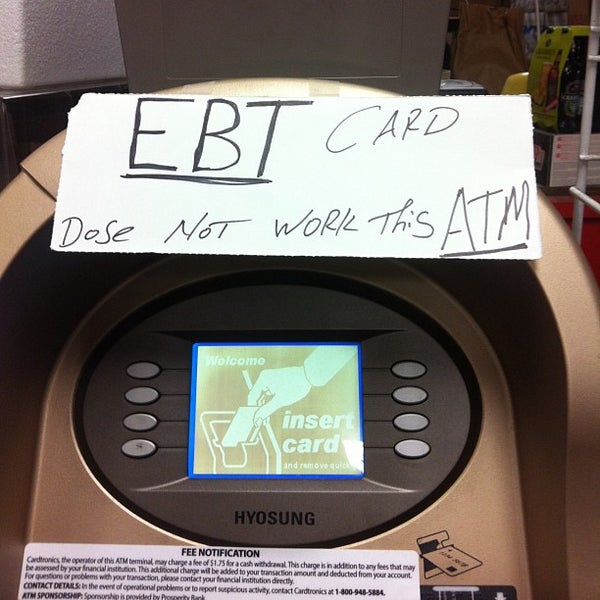 EBT CARD
Dose NOT WORK This ATM
Welcome
insert
card
and remove quick
HYOSUNG
FEE NOTIFICATION
Cardtronics, the operator of this ATM terminal, may charge a fee of $1.75 for a cash withdrawal. This charge is in addition to any fees that may
be assessed by your financial institution. This additional charge will be added to your transaction amount and deducted from your account.
For questions or problems with your transaction, please contact your financial institution directly.
CONTACT DETAILS: In the event of operational problems or to report suspicious activity, contact Cardtronics at 1-800-948-5884.
ATM SPONSORSHIP: Sponsorship is provided by Prosperity Bank